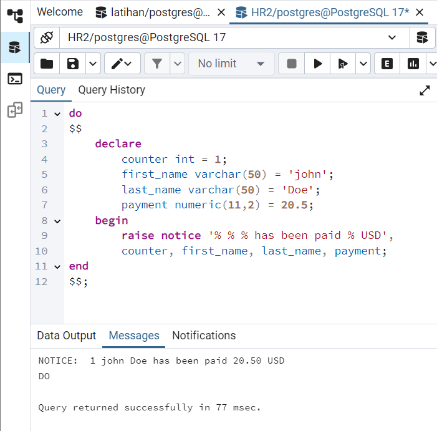 Welcome latihan/postgres@... HR2/postgres@PostgreSQL 17*
HR2/postgres@PostgreSQL 17
No limit E
Query Query History
1 do
2 $$
3 declare
4 counter int = 1;
5 first_name varchar(50) = 'john';
6 last_name varchar(50) = 'Doe';
7 payment numeric(11,2) = 20.5;
8 begin
9 raise notice '% % % has been paid % USD',
10 counter, first_name, last_name, payment;
11 end
12 $$;
Data Output Messages Notifications
NOTICE: 1 john Doe has been paid 20.50 USD
DO
Query returned successfully in 77 msec.